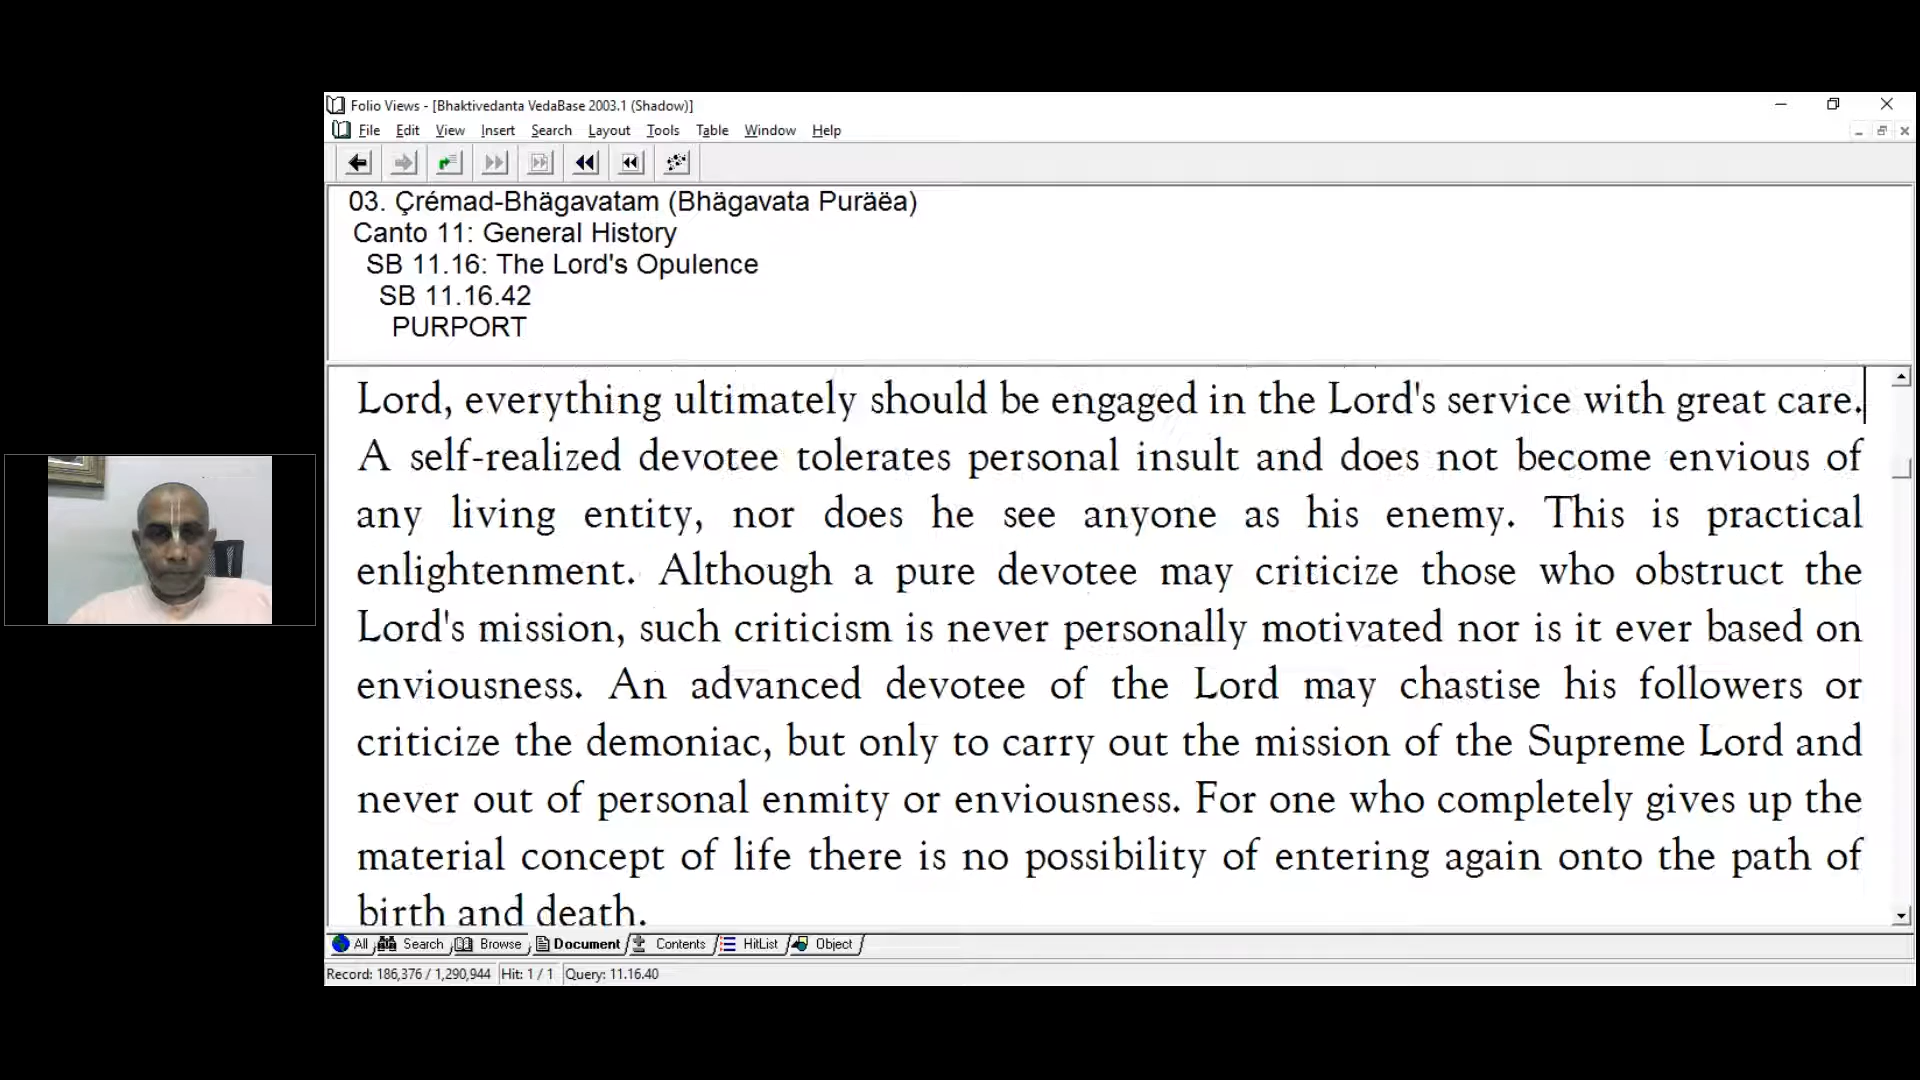 Folio Views - [Bhaktivedanta VedaBase 2003.1 (Shadow)]
File Edit View Insert Search Layout Tools Table Window Help
03. Çrémad-Bhägavatam (Bhägavata Puräëa)
Canto 11: General History
SB 11.16: The Lord's Opulence
SB 11.16.42
PURPORT
Lord, everything ultimately should be engaged in the Lord's service with great care.
A self-realized devotee tolerates personal insult and does not become envious of
any living entity, nor does he see anyone as his enemy. This is practical
enlightenment. Although a pure devotee may criticize those who obstruct the
Lord's mission, such criticism is never personally motivated nor is it ever based on
enviousness. An advanced devotee of the Lord may chastise his followers or
criticize the demoniac, but only to carry out the mission of the Supreme Lord and
never out of personal enmity or enviousness. For one who completely gives up the
material concept of life there is no possibility of entering again onto the path of
birth and death.
All Search Browse Document Contents HitList Object
Record: 186,376 / 1,290,944 Hit: 1 / 1 Query: 11.16.40